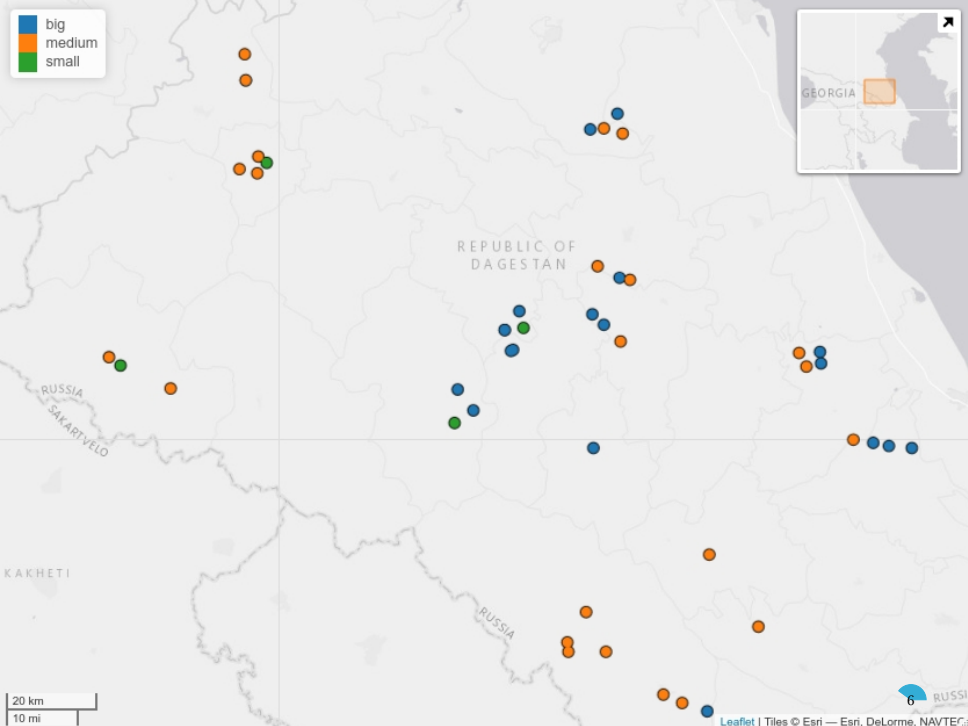 big
medium
small
GEORGIA
REPUBLIC OF
DAGESTAN
RUSSIA
SAKARTVELO
KAKHETI
RUSSIA
6
RUSSI
20 km
10 mi
Leaflet | Tiles © Esri — Esri, DeLorme, NAVTEQ